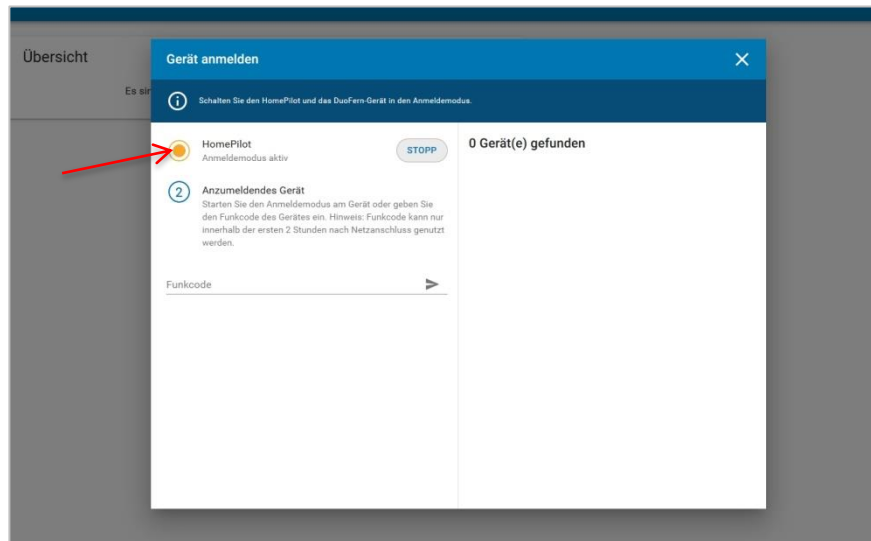 Übersicht
Gerät anmelden
Es sin
Schalten Sie den HomePilot und das DuoFern-Gerät in den Anmeldemodus.
HomePilot
Anmeldemodus aktiv
STOPP
0 Gerät(e) gefunden
2
Anzumeldendes Gerät
Starten Sie den Anmeldemodus am Gerät oder geben Sie
den Funkcode des Gerätes ein. Hinweis: Funkcode kann nur
innerhalb der ersten 2 Stunden nach Netzanschluss genutzt
werden.
Funkcode